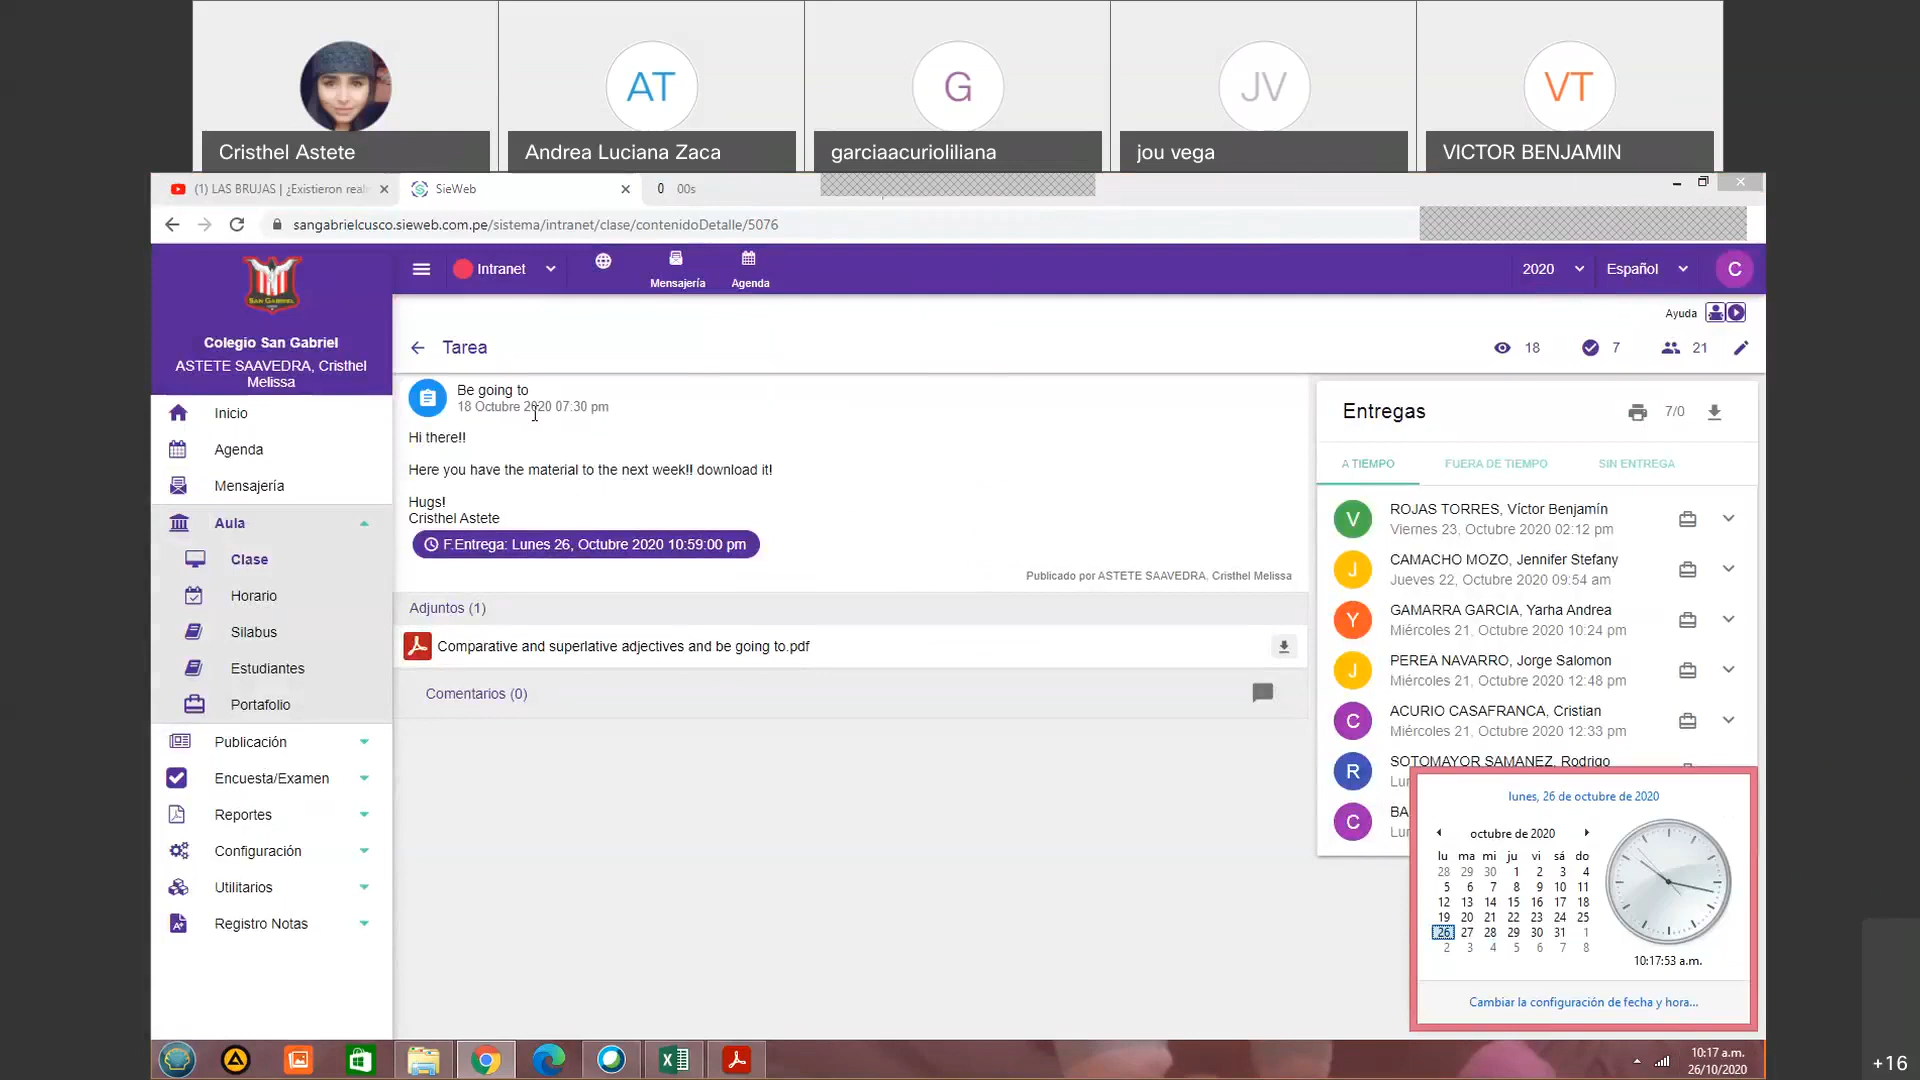 AT
G
JV
VT
Cristhel Astete
Andrea Luciana Zaca
garciaacurioliliana
jou vega
VICTOR BENJAMIN
(1) LAS BRUJAS | ¿Existieron real
SieWeb
0 00s
sangabrielcusco.sieweb.com.pe/sistema/intranet/clase/contenidoDetalle/5076
SAN GABRIEL
Intranet
Mensajería
Agenda
2020
Español
C
Colegio San Gabriel
ASTETE SAAVEDRA, Cristhel
Melissa
Ayuda
Tarea
18
7
21
Inicio
Agenda
Mensajería
Aula
Clase
Horario
Silabus
Estudiantes
Portafolio
Publicación
Encuesta/Examen
Reportes
Configuración
Utilitarios
Registro Notas
Be going to
18 Octubre 2020 07:30 pm
Hi there!!
Here you have the material to the next week!! download it!
Hugs!
Cristhel Astete
F.Entrega: Lunes 26, Octubre 2020 10:59:00 pm
Publicado por ASTETE SAAVEDRA, Cristhel Melissa
Adjuntos (1)
Comparative and superlative adjectives and be going to.pdf
Comentarios (0)
Entregas
7/0
A TIEMPO
FUERA DE TIEMPO
SIN ENTREGA
V
ROJAS TORRES, Víctor Benjamín
Viernes 23, Octubre 2020 02:12 pm
J
CAMACHO MOZO, Jennifer Stefany
Jueves 22, Octubre 2020 09:54 am
Y
GAMARRA GARCIA, Yarha Andrea
Miércoles 21, Octubre 2020 10:24 pm
J
PEREA NAVARRO, Jorge Salomon
Miércoles 21, Octubre 2020 12:48 pm
C
ACURIO CASAFRANCA, Cristian
Miércoles 21, Octubre 2020 12:33 pm
R
SOTOMAYOR SAMANEZ, Rodrigo
Lu
C
BA
Lu
lunes, 26 de octubre de 2020
octubre de 2020
lu ma mi ju vi sá do
28 29 30 1 2 3 4
5 6 7 8 9 10 11
12 13 14 15 16 17 18
19 20 21 22 23 24 25
26 27 28 29 30 31 1
2 3 4 5 6 7 8
10:17:53 a.m.
Cambiar la configuración de fecha y hora...
10:17 a.m.
26/10/2020
+16